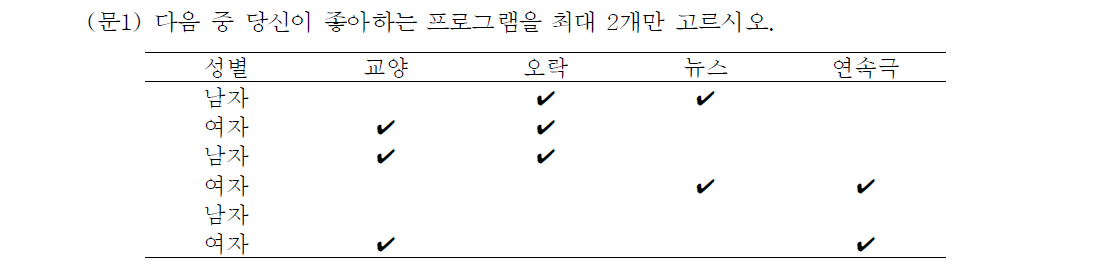 (문1) 다음 중 당신이 좋아하는 프로그램을 최대 2개만 고르시오.
성별 교양 오락 뉴스 연속극
남자 ✔ ✔
여자 ✔ ✔
남자 ✔ ✔
여자 ✔ ✔
남자
여자 ✔ ✔